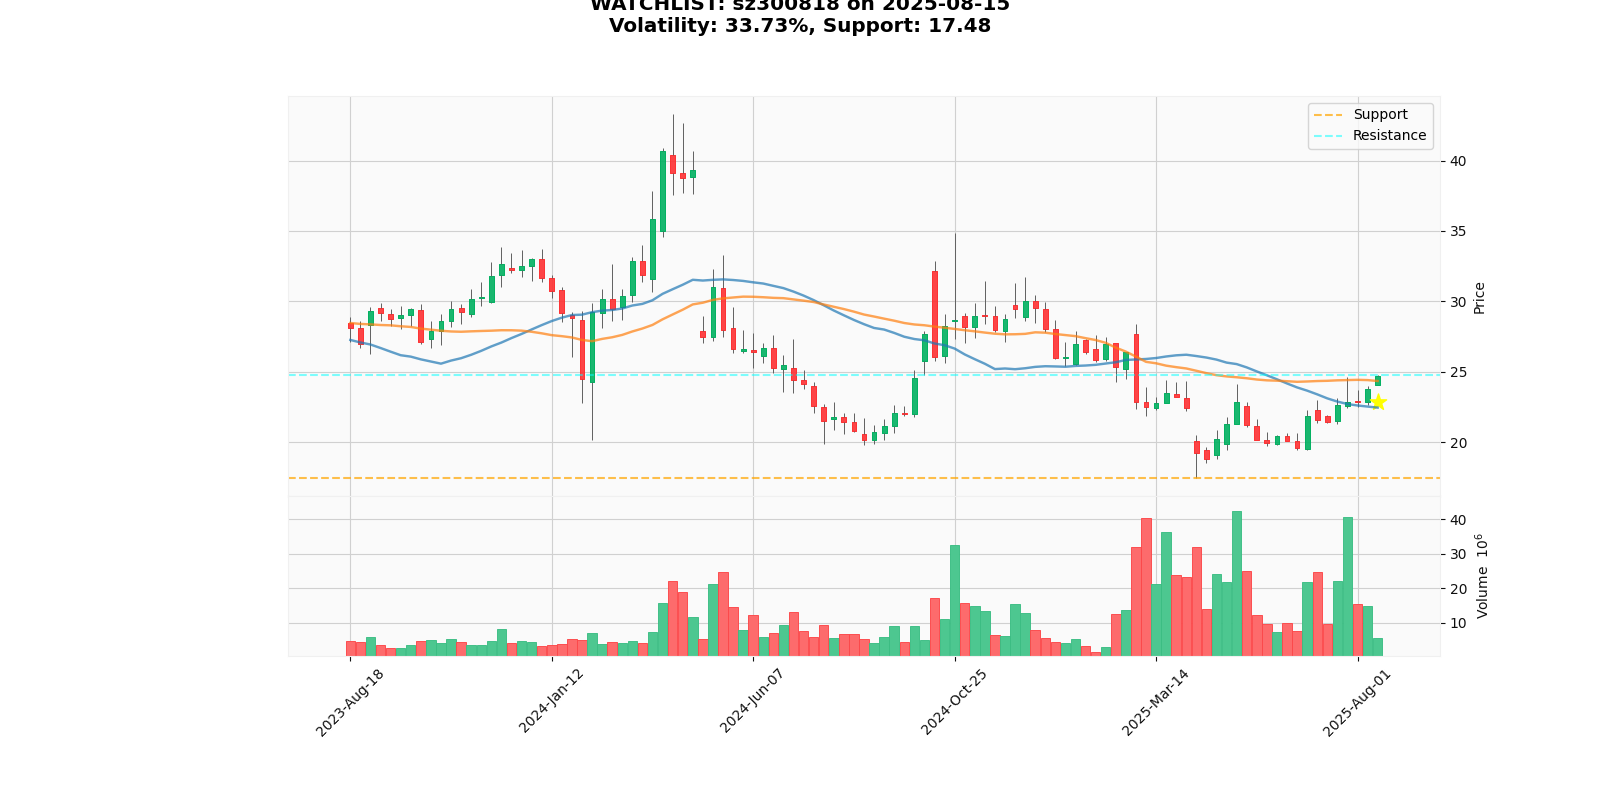 WATCHLIST: sz300818 on 2025-08-15
Volatility: 33.73%, Support: 17.48
Support
Resistance
40
35
30
25
20
Price
40
30
20
10
Volume 10⁶
2023-Aug-18
2024-Jan-12
2024-Jun-07
2024-Oct-25
2025-Mar-14
2025-Aug-01